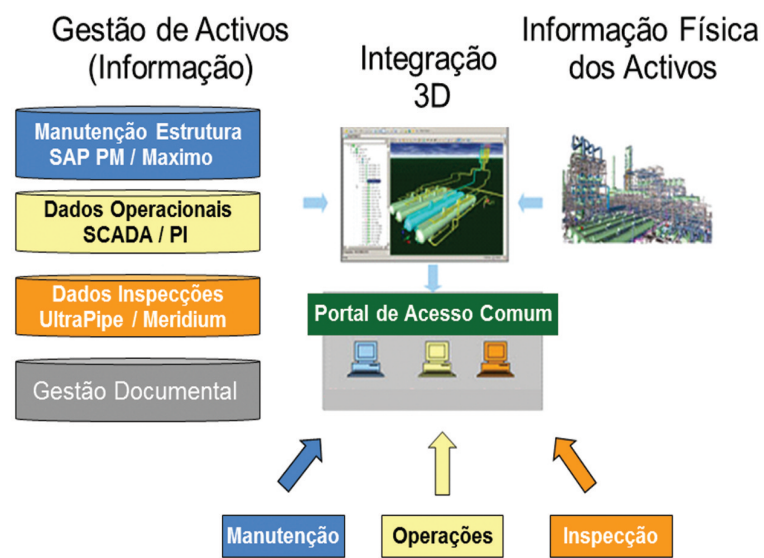 Gestão de Activos
(Informação)
Integração
3D
Informação Física
dos Activos
Manutenção Estrutura
SAP PM / Maximo
Dados Operacionais
SCADA / PI
Dados Inspecções
UltraPipe / Meridium
Gestão Documental
Portal de Acesso Comum
Manutenção
Operações
Inspecção